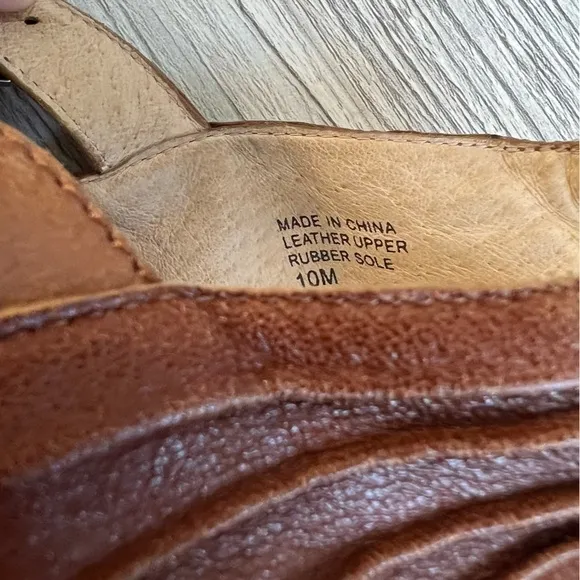 MADE IN CHINA
LEATHER UPPER
RUBBER SOLE
10M